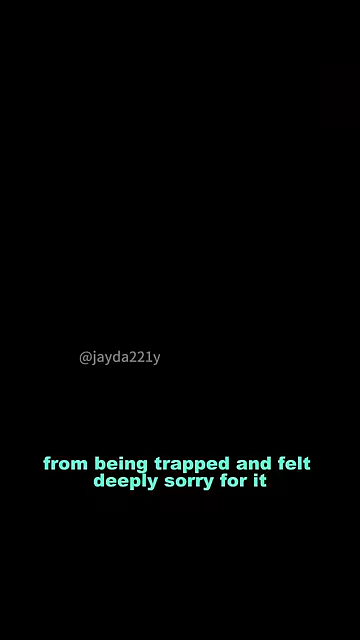 @jayda221y
from being trapped and felt
deeply sorry for it